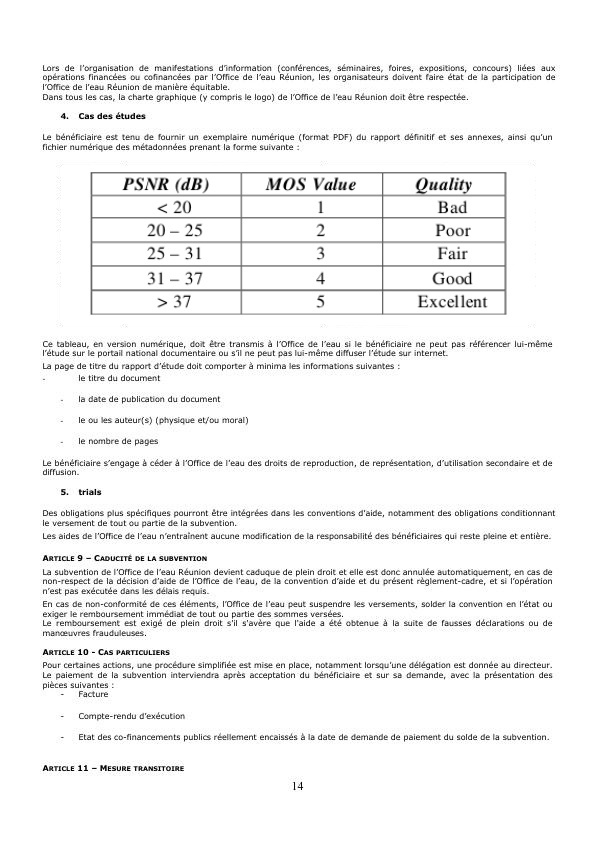 Lors de l'organisation de manifestations d'information (conférences, séminaires, foires, expositions, concours) liées aux
opérations financées ou cofinancées par l'Office de l'eau Réunion, les organisateurs doivent faire état de la participation de
l'Office de l'eau Réunion de manière équitable.
Dans tous les cas, la charte graphique (y compris le logo) de l'Office de l'eau Réunion doit être respectée.
4. Cas des études
Le bénéficiaire est tenu de fournir un exemplaire numérique (format PDF) du rapport définitif et ses annexes, ainsi qu'un
fichier numérique des métadonnées prenant la forme suivante :
PSNR (dB) MOS Value Quality
< 20 1 Bad
20 – 25 2 Poor
25 – 31 3 Fair
31 – 37 4 Good
> 37 5 Excellent
Ce tableau, en version numérique, doit être transmis à l'Office de l'eau si le bénéficiaire ne peut pas référencer lui-même
l'étude sur le portail national documentaire ou s'il ne peut pas lui-même diffuser l'étude sur internet.
La page de titre du rapport d'étude doit comporter à minima les informations suivantes :
- le titre du document
- la date de publication du document
- le ou les auteur(s) (physique et/ou moral)
- le nombre de pages
Le bénéficiaire s'engage à céder à l'Office de l'eau des droits de reproduction, de représentation, d'utilisation secondaire et de
diffusion.
5. trials
Des obligations plus spécifiques pourront être intégrées dans les conventions d'aide, notamment des obligations conditionnant
le versement de tout ou partie de la subvention.
Les aides de l'Office de l'eau n'entraînent aucune modification de la responsabilité des bénéficiaires qui reste pleine et entière.
ARTICLE 9 – CADUCITÉ DE LA SUBVENTION
La subvention de l'Office de l'eau Réunion devient caduque de plein droit et elle est donc annulée automatiquement, en cas de
non-respect de la décision d'aide de l'Office de l'eau, de la convention d'aide et du présent règlement-cadre, et si l'opération
n'est pas exécutée dans les délais requis.
En cas de non-conformité de ces éléments, l'Office de l'eau peut suspendre les versements, solder la convention en l'état ou
exiger le remboursement immédiat de tout ou partie des sommes versées.
Le remboursement est exigé de plein droit s'il s'avère que l'aide a été obtenue à la suite de fausses déclarations ou de
manœuvres frauduleuses.
ARTICLE 10 - CAS PARTICULIERS
Pour certaines actions, une procédure simplifiée est mise en place, notamment lorsqu'une délégation est donnée au directeur.
Le paiement de la subvention interviendra après acceptation du bénéficiaire et sur sa demande, avec la présentation des
pièces suivantes :
- Facture
- Compte-rendu d'exécution
- Etat des co-financements publics réellement encaissés à la date de demande de paiement du solde de la subvention.
ARTICLE 11 – MESURE TRANSITOIRE
14